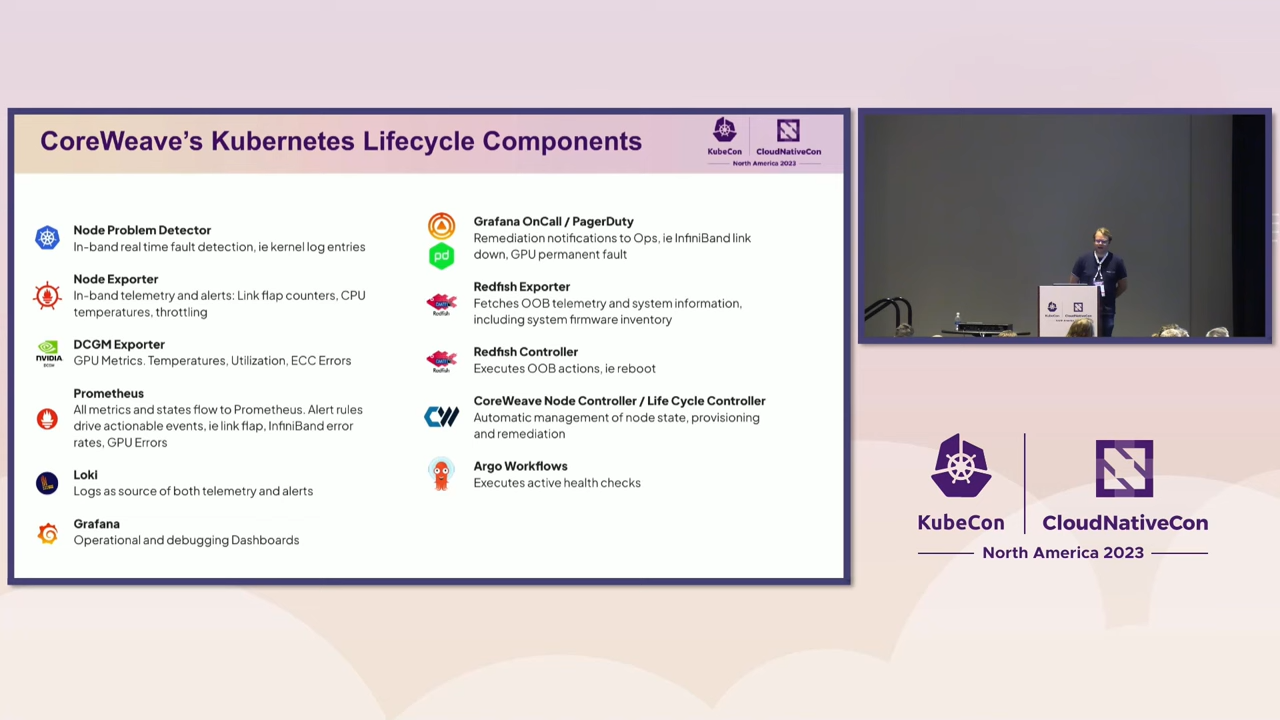 CoreWeave's Kubernetes Lifecycle Components
KubeCon
CloudNativeCon
North America 2023
Node Problem Detector
In-band real time fault detection, ie kernel log entries
Node Exporter
In-band telemetry and alerts: Link flap counters, CPU
temperatures, throttling
NVIDIA
DCGM Exporter
GPU Metrics. Temperatures, Utilization, ECC Errors
Prometheus
All metrics and states flow to Prometheus. Alert rules
drive actionable events, ie link flap, InfiniBand error
rates, GPU Errors
Loki
Logs as source of both telemetry and alerts
Grafana
Operational and debugging Dashboards
pd
Grafana OnCall / PagerDuty
Remediation notifications to Ops, ie InfiniBand link
down, GPU permanent fault
Redfish
Redfish Exporter
Fetches OOB telemetry and system information,
including system firmware inventory
Redfish
Redfish Controller
Executes OOB actions, ie reboot
CoreWeave Node Controller / Life Cycle Controller
Automatic management of node state, provisioning
and remediation
Argo Workflows
Executes active health checks
KubeCon
CloudNativeCon
North America 2023